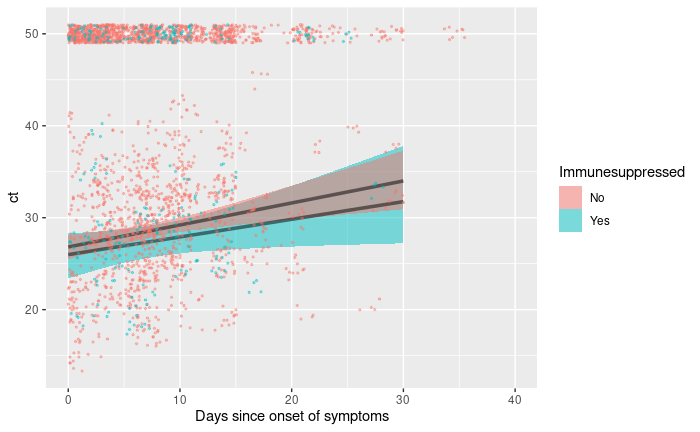 50
40
30
20
ct
0
10
20
30
40
Days since onset of symptoms
Immunesuppressed
No
Yes